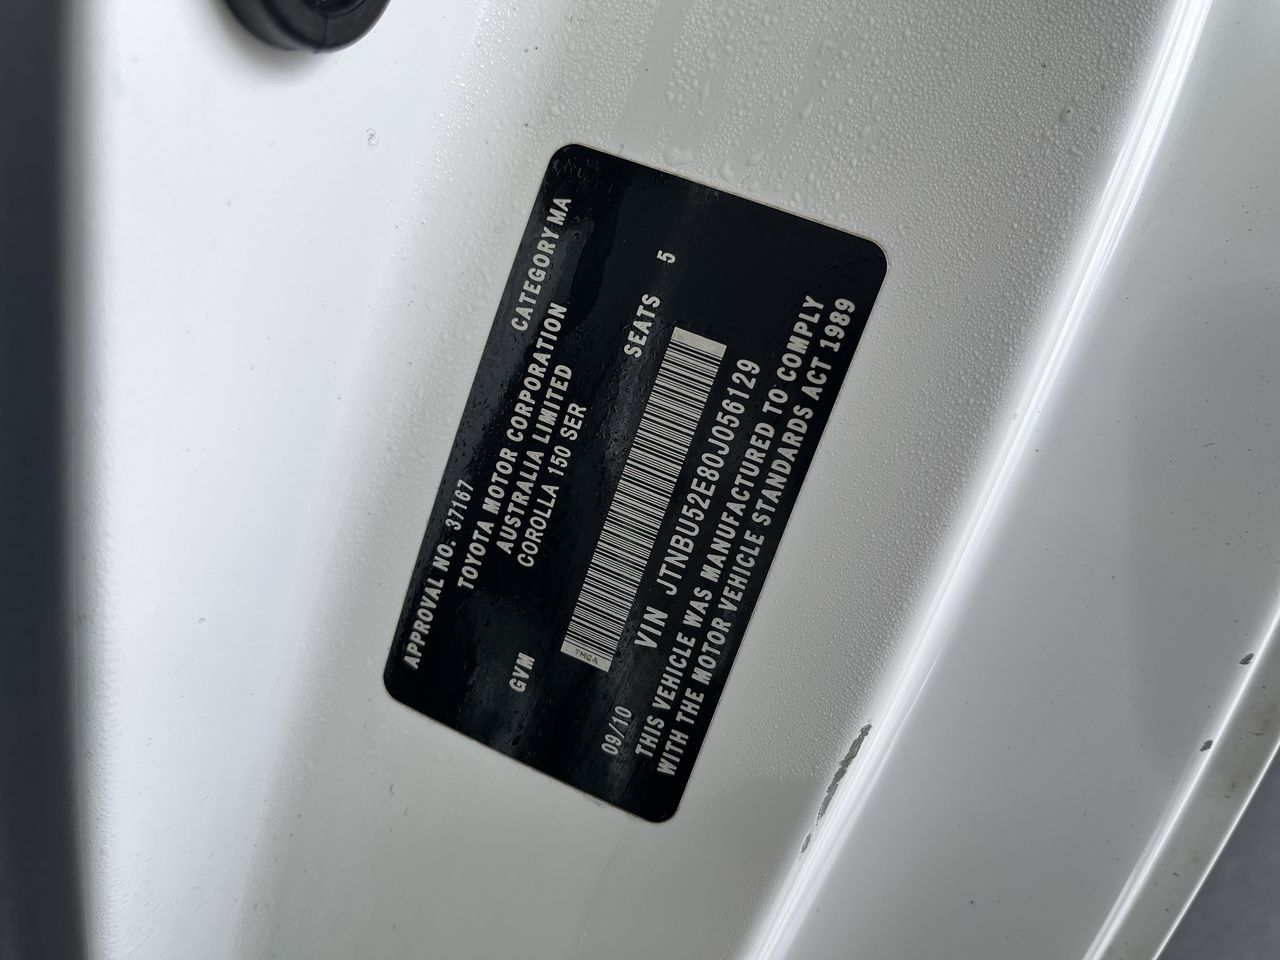 APPROVAL NO. 37167 CATEGORY MA
TOYOTA MOTOR CORPORATION
AUSTRALIA LIMITED
COROLLA 150 SER
GVM SEATS 5
TMCA
09/10 VIN JTNBU52E80J056129
THIS VEHICLE WAS MANUFACTURED TO COMPLY
WITH THE MOTOR VEHICLE STANDARDS ACT 1989